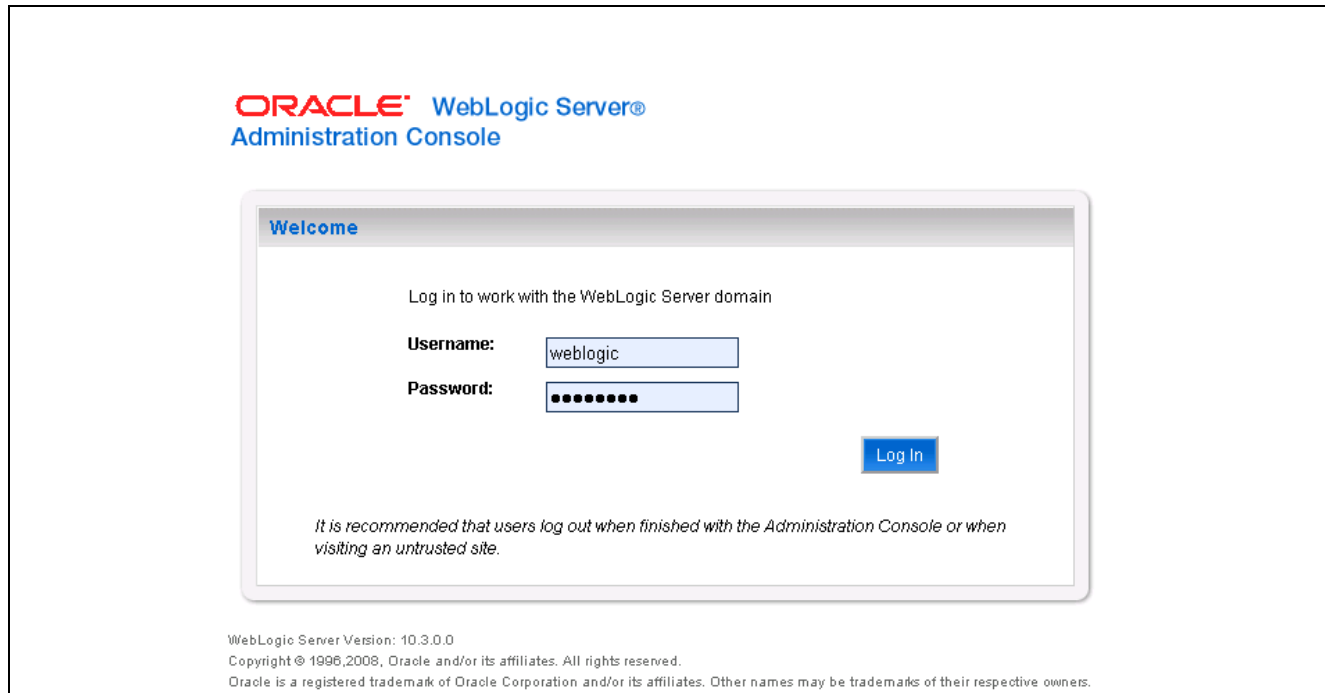 ORACLE WebLogic Server®
Administration Console
Welcome
Log in to work with the WebLogic Server domain
Username: weblogic
Password: ●●●●●●●●
Log In
It is recommended that users log out when finished with the Administration Console or when
visiting an untrusted site.
WebLogic Server Version: 10.3.0.0
Copyright © 1996,2008, Oracle and/or its affiliates. All rights reserved.
Oracle is a registered trademark of Oracle Corporation and/or its affiliates. Other names may be trademarks of their respective owners.